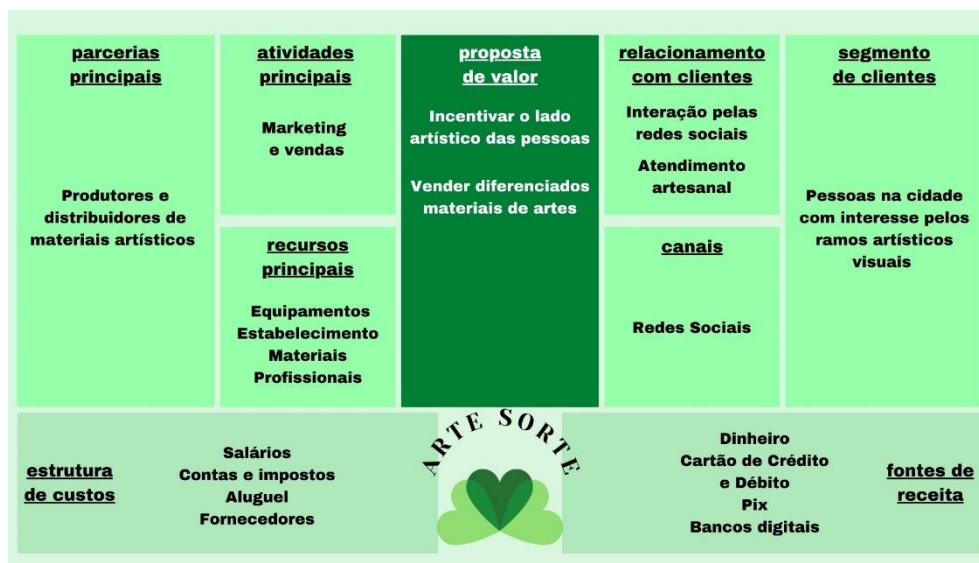 parcerias
principais
Produtores e
distribuidores de
materiais artísticos
atividades
principais
Marketing
e vendas
recursos
principais
Equipamentos
Estabelecimento
Materiais
Profissionais
proposta
de valor
Incentivar o lado
artístico das pessoas
Vender diferenciados
materiais de artes
relacionamento
com clientes
Interação pelas
redes sociais
Atendimento
artesanal
canais
Redes Sociais
segmento
de clientes
Pessoas na cidade
com interesse pelos
ramos artísticos
visuais
estrutura
de custos
Salários
Contas e impostos
Aluguel
Fornecedores
ARTE SORTE
Dinheiro
Cartão de Crédito
e Débito
Pix
Bancos digitais
fontes de
receita